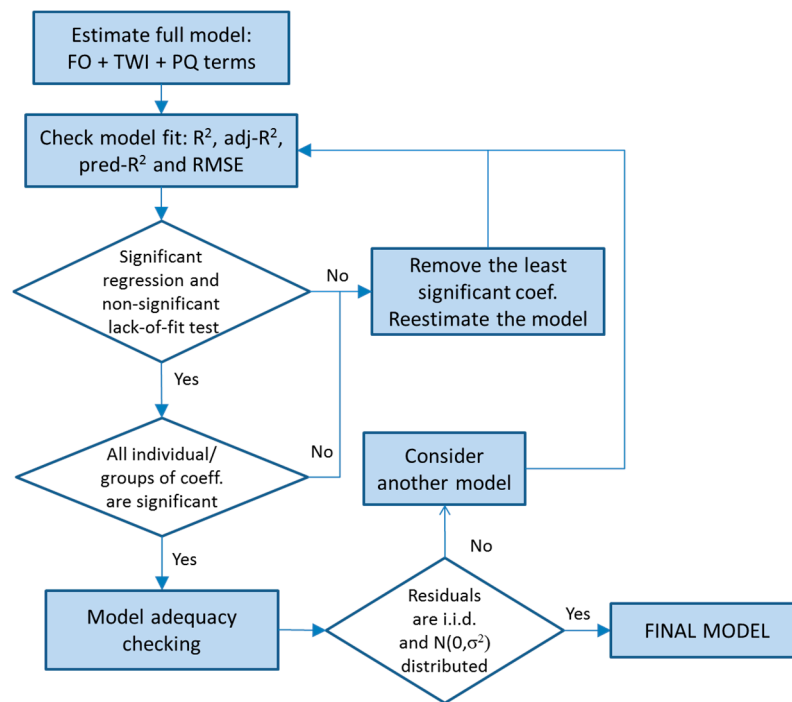 Estimate full model:
FO + TWI + PQ terms
Check model fit: R², adj-R²,
pred-R² and RMSE
Significant
regression and
non-significant
lack-of-fit test
No
Remove the least
significant coef.
Reestimate the model
Yes
All individual/
groups of coeff.
are significant
No
Consider
another model
Yes
No
Model adequacy
checking
Residuals
are i.i.d.
and N(0,σ²)
distributed
Yes
FINAL MODEL